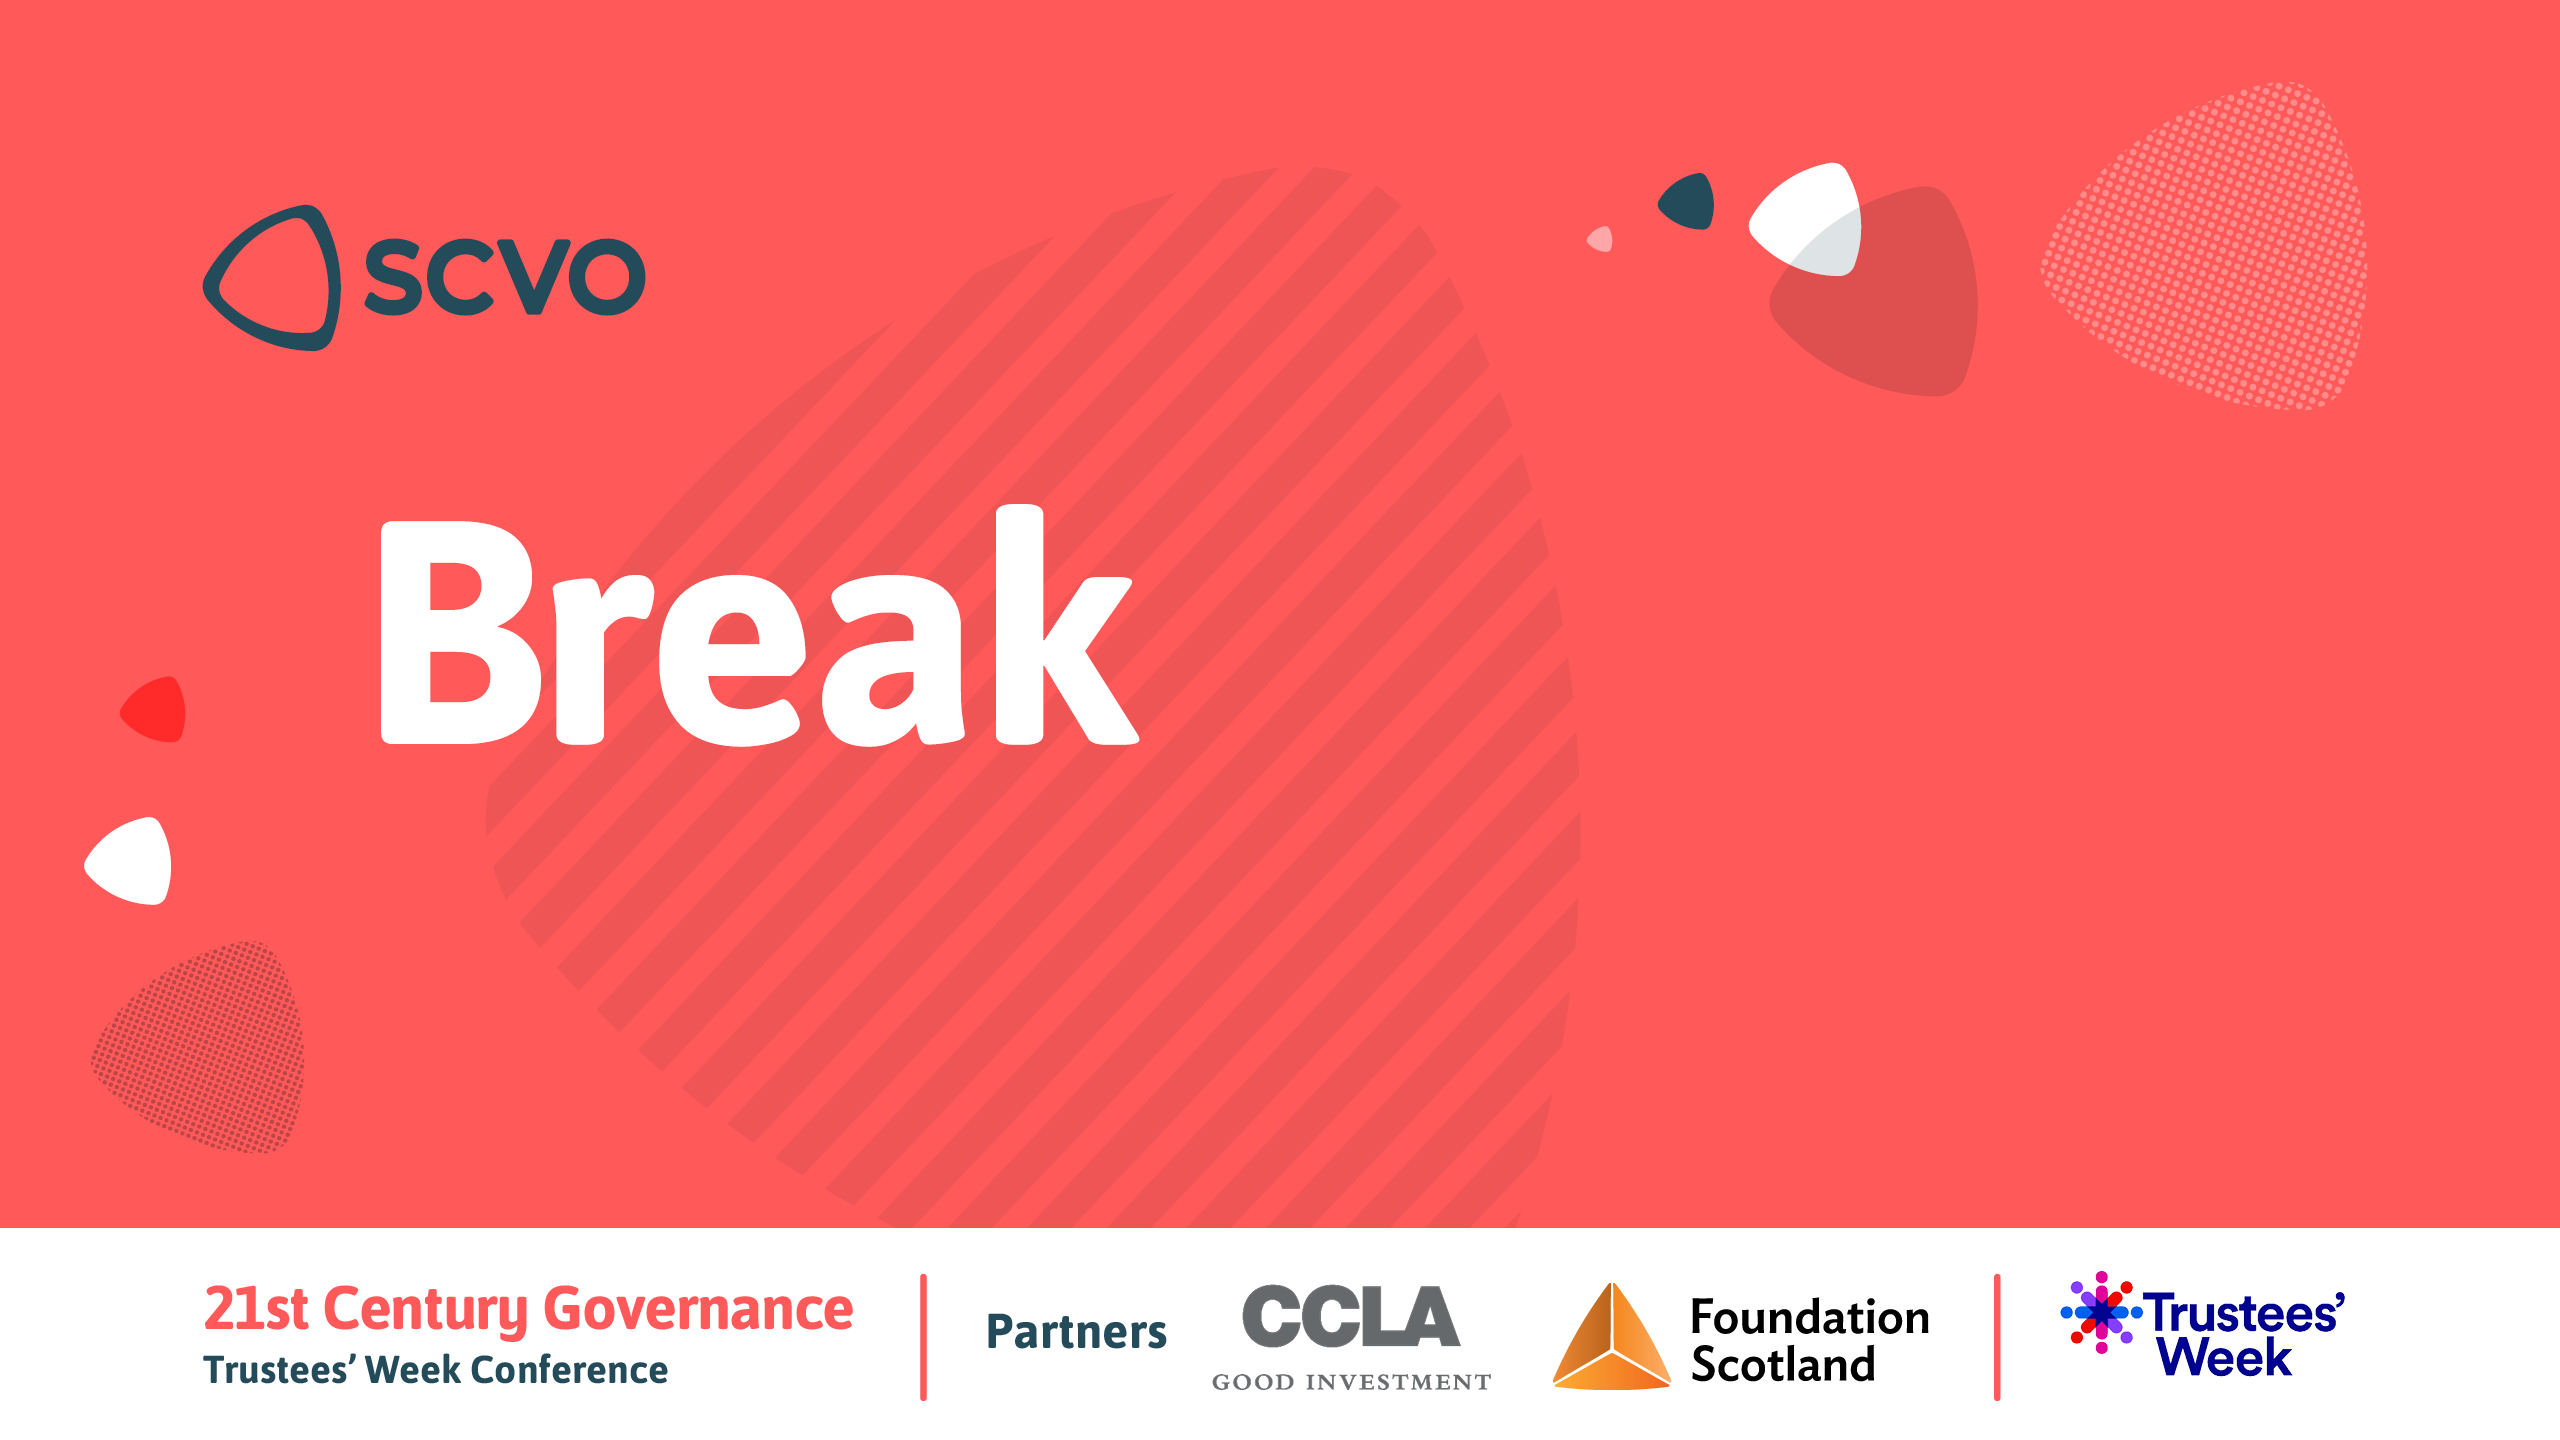 SCVO
Break
21st Century Governance
Trustees’ Week Conference
Partners
CCLA
GOOD INVESTMENT
Foundation
Scotland
Trustees’
Week